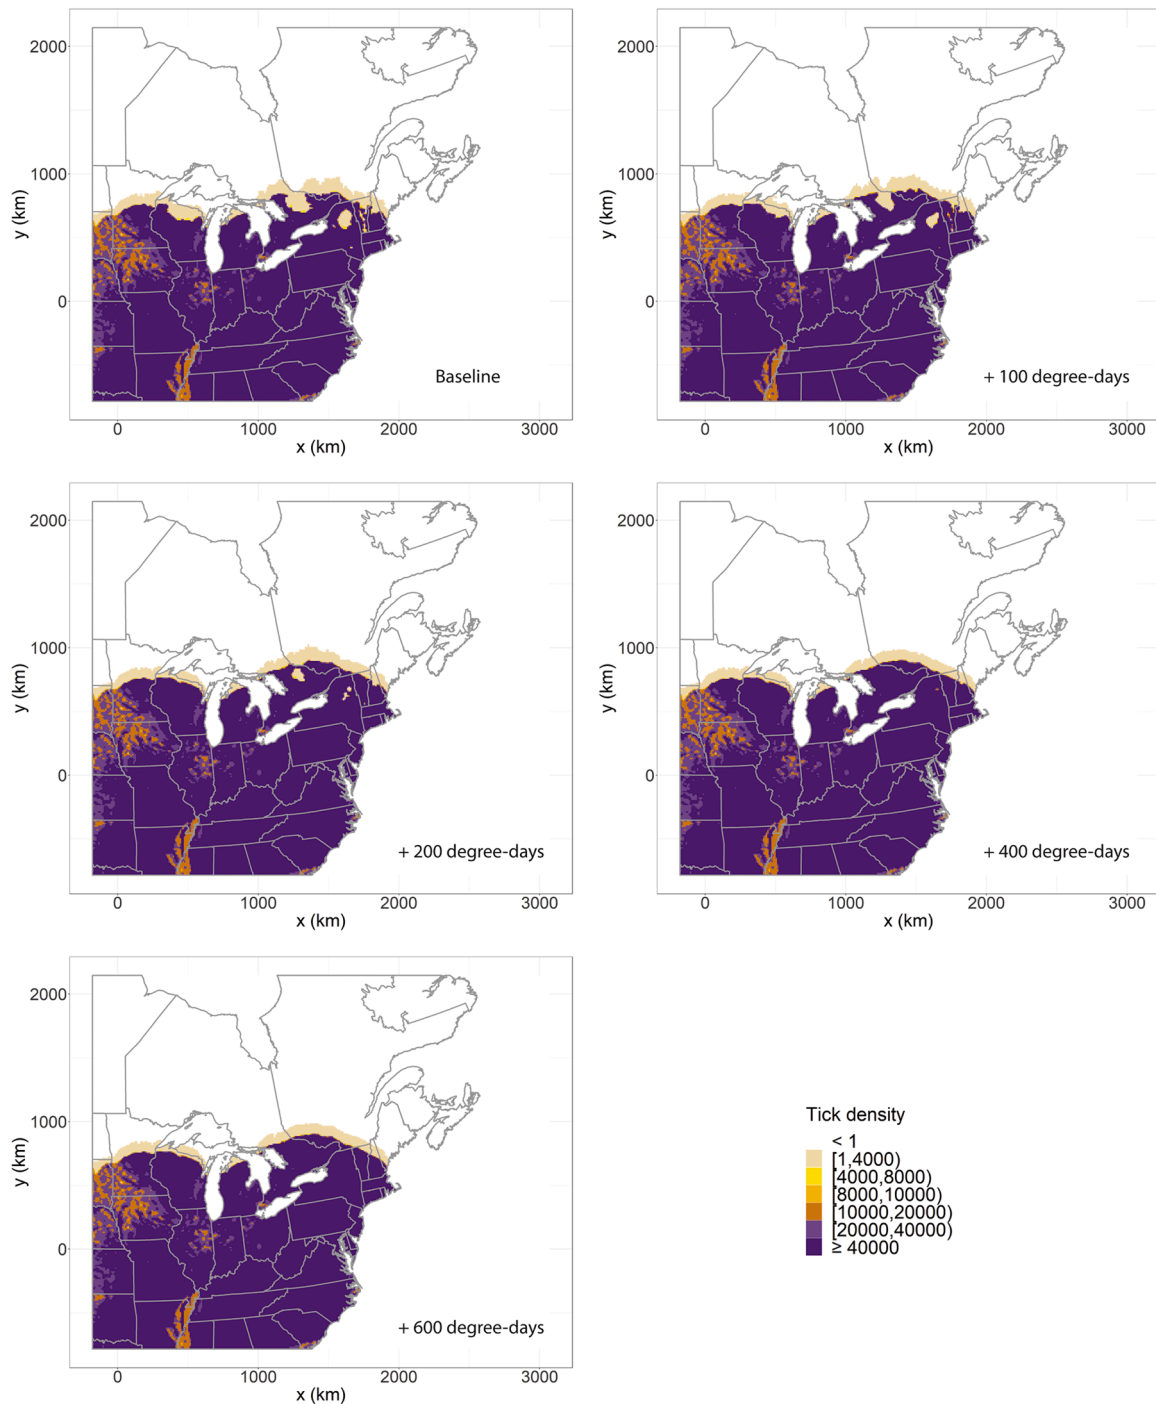 2000
1000
0
y (km)
Baseline
0 1000 2000 3000
x (km)
2000
1000
0
y (km)
+ 100 degree-days
0 1000 2000 3000
x (km)
2000
1000
0
y (km)
+ 200 degree-days
0 1000 2000 3000
x (km)
2000
1000
0
y (km)
+ 400 degree-days
0 1000 2000 3000
x (km)
2000
1000
0
y (km)
+ 600 degree-days
0 1000 2000 3000
x (km)
Tick density
< 1
[1,4000)
[4000,8000)
[8000,10000)
[10000,20000)
[20000,40000)
≥ 40000